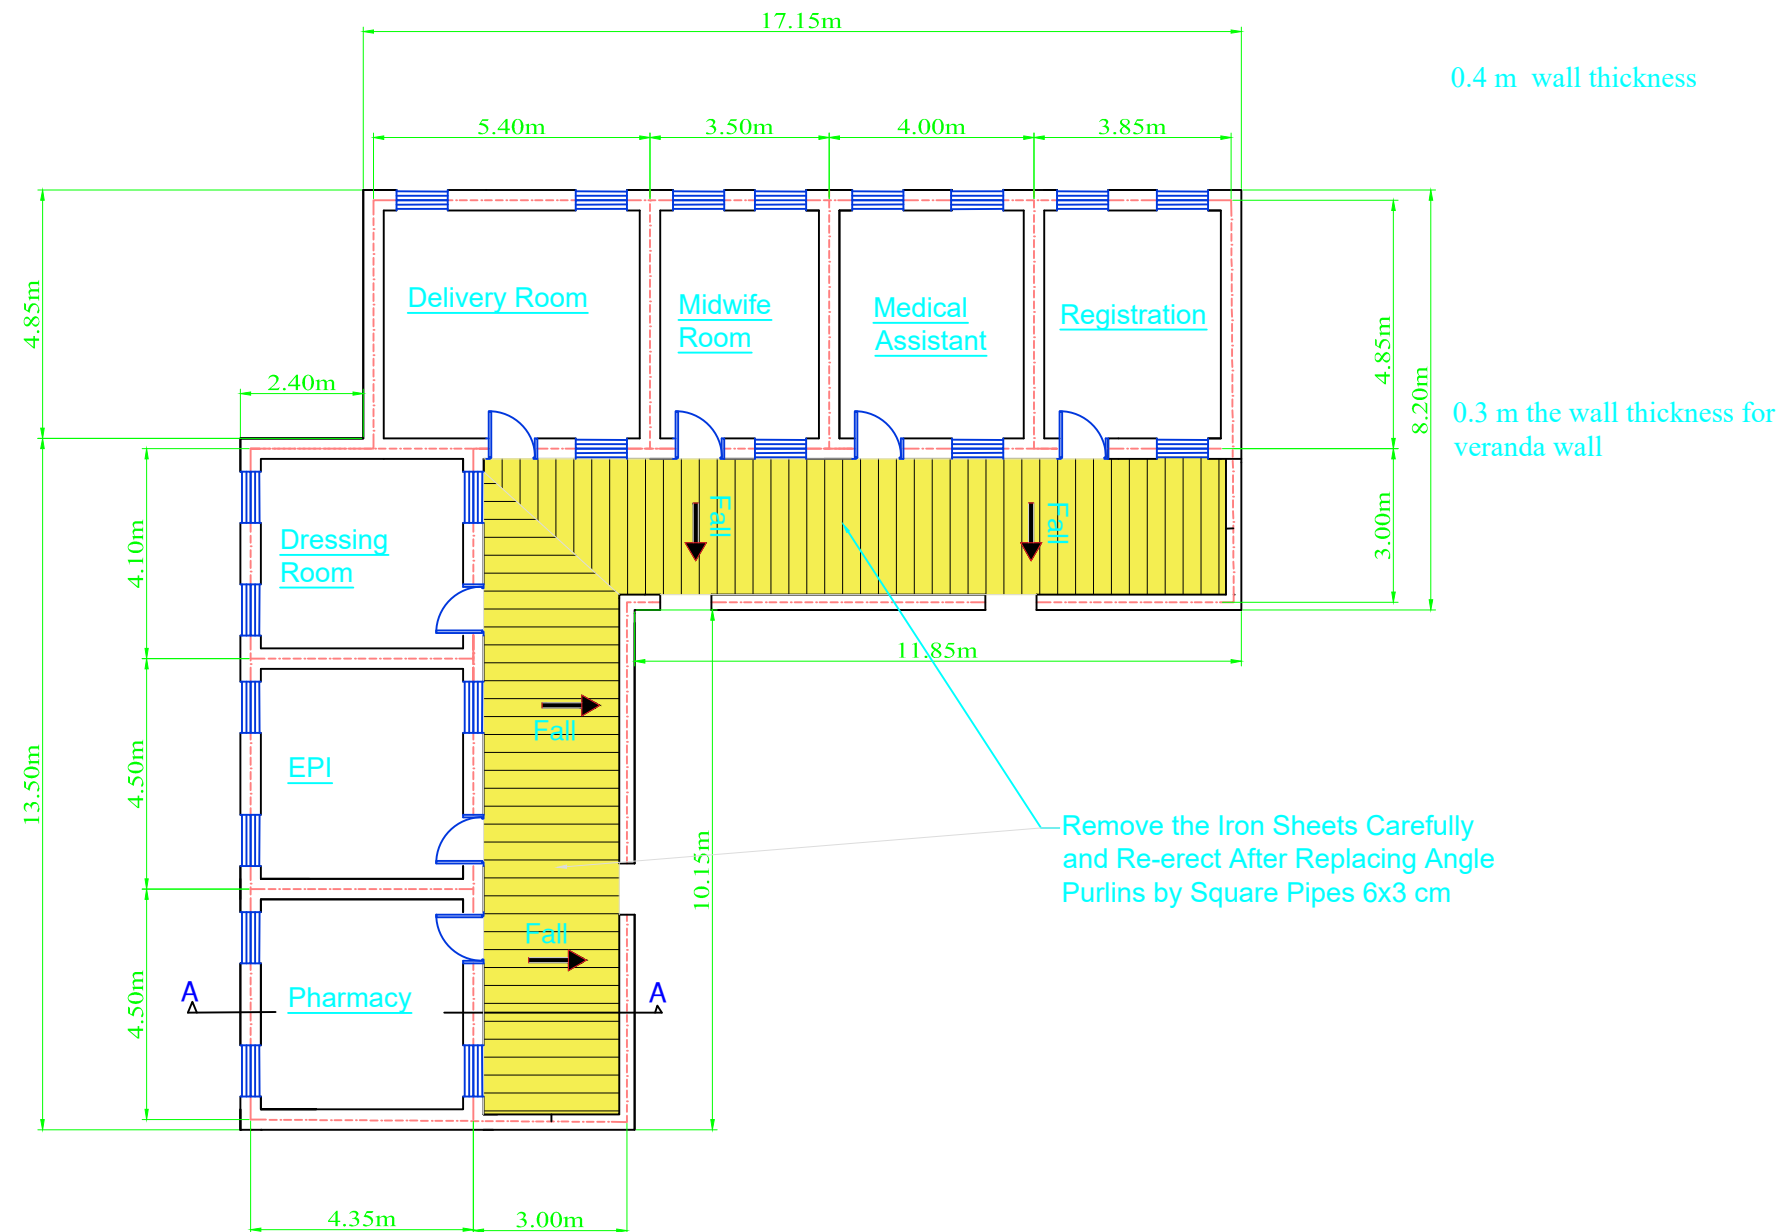 17.15m
0.4 m  wall thickness
5.40m
3.50m
4.00m
3.85m
4.85m
Delivery Room
Midwife
Room
Medical
Assistant
Registration
4.85m
8.20m
2.40m
0.3 m the wall thickness for
veranda wall
Fall
Fall
3.00m
4.10m
Dressing
Room
11.85m
Fall
4.50m
EPI
13.50m
Remove the Iron Sheets Carefully
and Re-erect After Replacing Angle
Purlins by Square Pipes 6x3 cm
10.15m
Fall
4.50m
A
Pharmacy
A
4.35m
3.00m